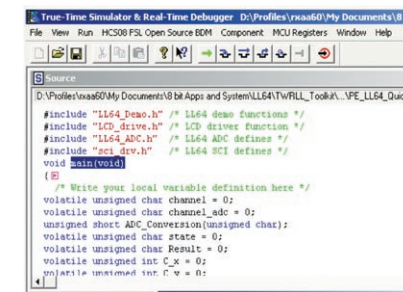 True-Time Simulator & Real-Time Debugger D:\Profiles\rxaa60\My Documents\8
File View Run HCS08 FSL Open Source BDM Component MCU Registers Window Help
Source
D:\Profiles\rxaa60\My Documents\8 bit Apps and System\LL64\TWRLL_Toolkit\...\PE_LL64_Quic
#include "LL64_Demo.h" /* LL64 demo functions */
#include "LCD_drive.h" /* LCD driver function */
#include "LL64_ADC.h" /* LL64 ADC defines */
#include "sci_drv.h" /* LL64 SCI defines */
void main(void)
{
/* Write your local variable definition here */
volatile unsigned char channel = 0;
volatile unsigned char channel_adc = 0;
unsigned short ADC_Conversion(unsigned char);
volatile unsigned char state = 0;
volatile unsigned char Result = 0;
volatile unsigned int C_x = 0;
volatile unsigned int C_y = 0;